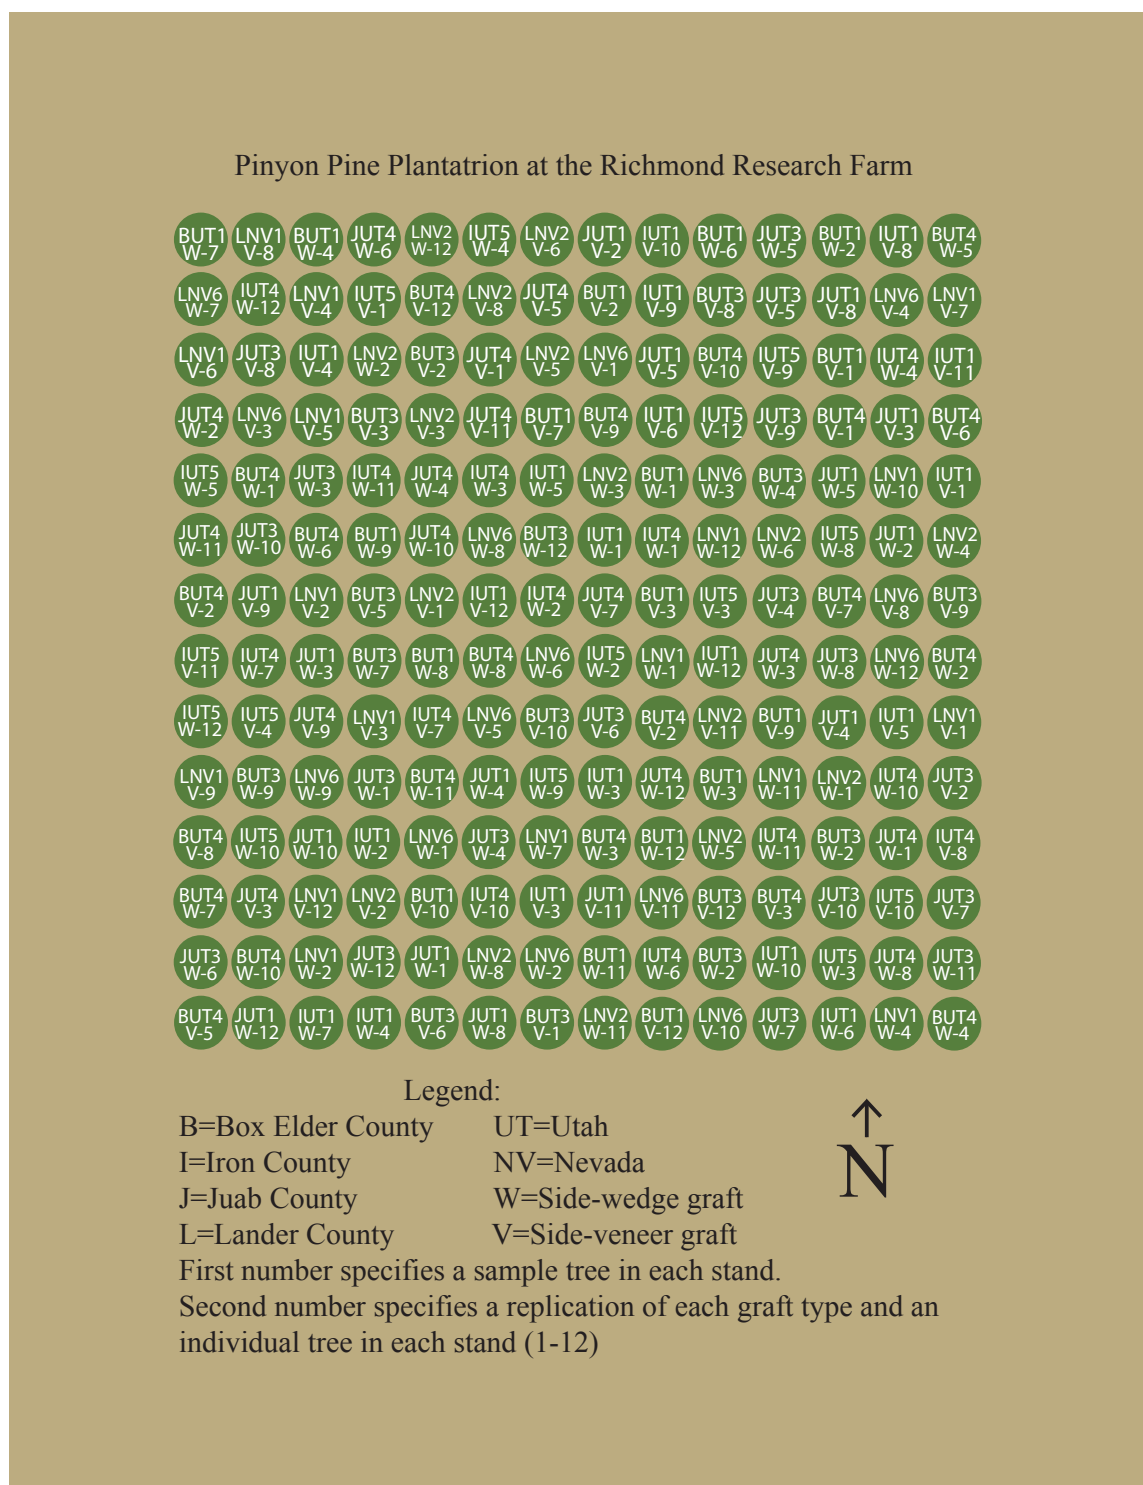 Pinyon Pine Plantatrion at the Richmond Research Farm
BUT1 LNV1 BUT1 JUT4 LNV2 IUT5 LNV2 JUT1 IUT1 BUT1 JUT3 BUT1 IUT1 BUT4
W-7 V-8 W-4 W-6 W-12 W-4 V-6 V-2 V-10 W-6 W-5 W-2 V-8 W-5
LNV6 IUT4 LNV1 IUT5 BUT4 LNV2 JUT4 BUT1 IUT1 BUT3 JUT3 JUT1 LNV6 LNV1
W-7 W-12 V-4 V-1 V-12 V-8 V-5 V-2 V-9 V-8 V-5 V-8 V-4 V-7
LNV1 JUT3 IUT1 LNV2 BUT3 JUT4 LNV2 LNV6 JUT1 BUT4 IUT5 BUT1 IUT4 IUT1
V-6 V-8 V-4 W-2 V-2 V-1 V-5 V-1 V-5 V-10 V-9 V-1 W-4 V-11
JUT4 LNV6 LNV1 BUT3 LNV2 JUT4 BUT1 BUT4 IUT1 IUT5 JUT3 BUT4 JUT1 BUT4
W-2 V-3 V-5 V-3 V-3 V-11 V-7 V-9 V-6 V-12 V-9 V-1 V-3 V-6
IUT5 BUT4 JUT3 IUT4 JUT4 IUT4 IUT1 LNV2 BUT1 LNV6 BUT3 JUT1 LNV1 IUT1
W-5 W-1 W-3 W-11 W-4 W-3 W-5 W-3 W-1 W-3 W-4 W-5 W-10 V-1
JUT4 JUT3 BUT4 BUT1 JUT4 LNV6 BUT3 IUT1 IUT4 LNV1 LNV2 IUT5 JUT1 LNV2
W-11 W-10 W-6 W-9 W-10 W-8 W-12 W-1 W-1 W-12 W-6 W-8 W-2 W-4
BUT4 JUT1 LNV1 BUT3 LNV2 IUT1 IUT4 JUT4 BUT1 IUT5 JUT3 BUT4 LNV6 BUT3
V-2 V-9 V-2 V-5 V-1 V-12 W-2 V-7 V-3 V-3 V-4 V-7 V-8 V-9
IUT5 IUT4 JUT1 BUT3 BUT1 BUT4 LNV6 IUT5 LNV1 IUT1 JUT4 JUT3 LNV6 BUT4
V-11 W-7 W-3 W-7 W-8 W-8 W-6 W-2 W-1 W-12 W-3 W-8 W-12 W-2
IUT5 IUT5 JUT4 LNV1 IUT4 LNV6 BUT3 JUT3 BUT4 LNV2 BUT1 JUT1 IUT1 LNV1
W-12 V-4 V-9 V-3 V-7 V-5 V-10 V-6 V-2 V-11 V-9 V-4 V-5 V-1
LNV1 BUT3 LNV6 JUT3 BUT4 JUT1 IUT5 IUT1 JUT4 BUT1 LNV1 LNV2 IUT4 JUT3
V-9 W-9 W-9 W-1 W-11 W-4 W-9 W-3 W-12 W-3 W-11 W-1 W-10 V-2
BUT4 IUT5 JUT1 IUT1 LNV6 JUT3 LNV1 BUT4 BUT1 LNV2 IUT4 BUT3 JUT4 IUT4
V-8 W-10 W-10 W-2 W-1 W-4 W-7 W-3 W-12 W-5 W-11 W-2 W-1 V-8
BUT4 JUT4 LNV1 LNV2 BUT1 IUT4 IUT1 JUT1 LNV6 BUT3 BUT4 JUT3 IUT5 JUT3
W-7 V-3 V-12 V-2 V-10 V-10 V-3 V-11 V-11 V-12 V-3 V-10 V-10 V-7
JUT3 BUT4 LNV1 JUT3 JUT1 LNV2 LNV6 BUT1 IUT4 BUT3 IUT1 IUT5 JUT4 JUT3
W-6 W-10 W-2 W-12 W-1 W-8 W-2 W-11 W-6 W-2 W-10 W-3 W-8 W-11
BUT4 JUT1 IUT1 IUT1 BUT3 JUT1 BUT3 LNV2 BUT1 LNV6 JUT3 IUT1 LNV1 BUT4
V-5 W-12 W-7 W-4 V-6 W-8 V-1 W-11 V-12 V-10 W-7 W-6 W-4 W-4
Legend:
B=Box Elder County UT=Utah
I=Iron County NV=Nevada
J=Juab County W=Side-wedge graft
L=Lander County V=Side-veneer graft
First number specifies a sample tree in each stand.
Second number specifies a replication of each graft type and an
individual tree in each stand (1-12)
N